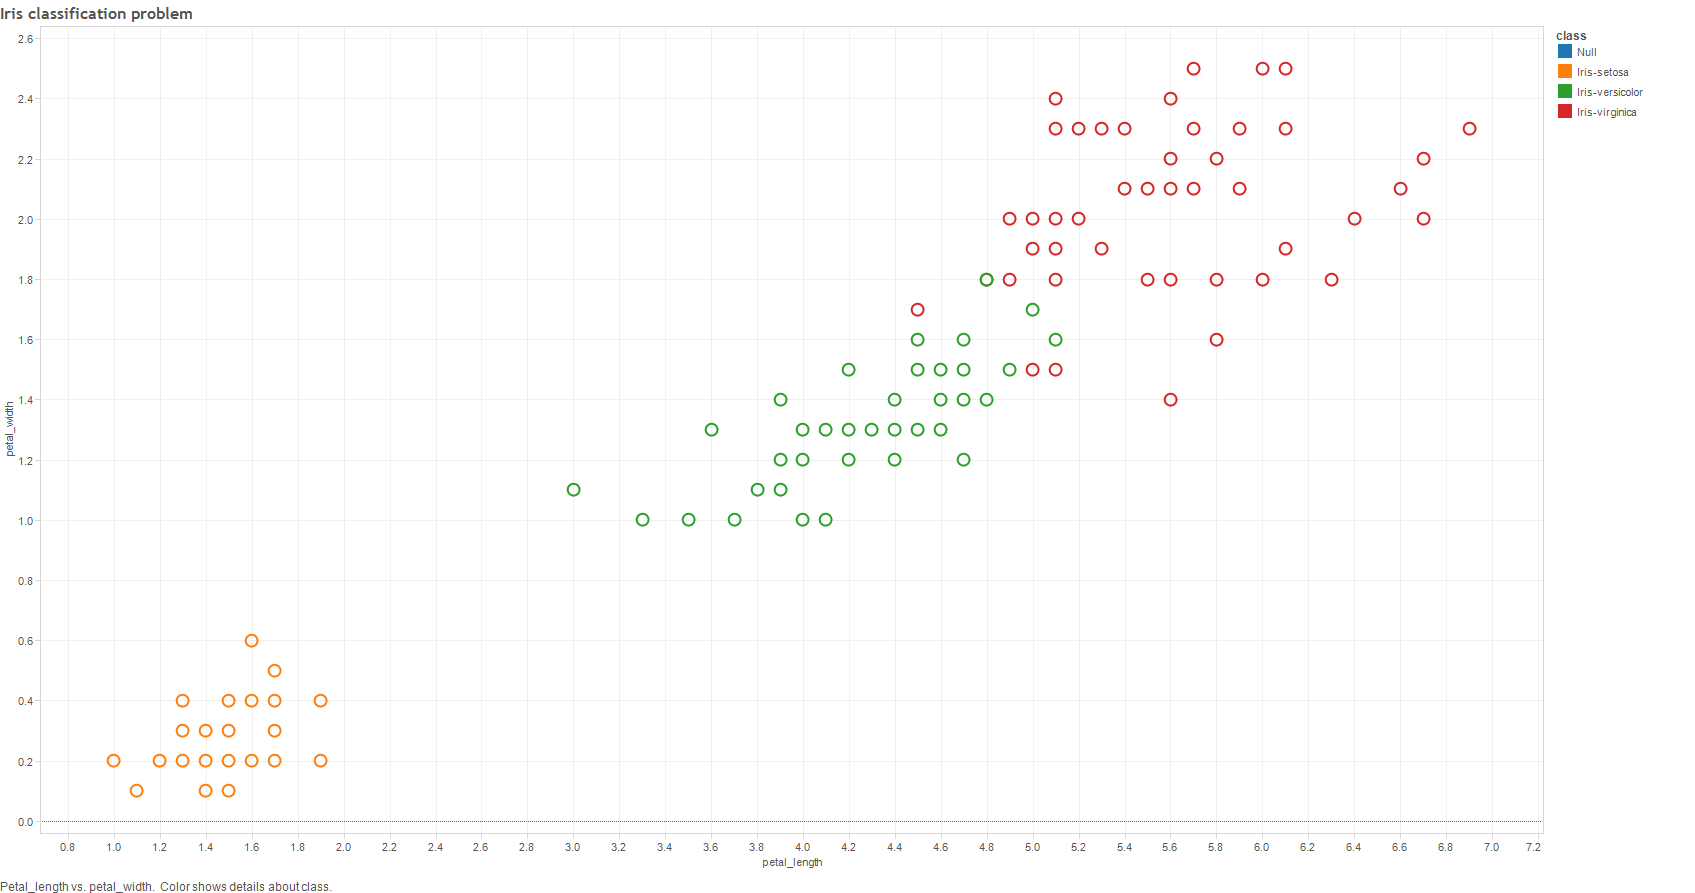 Iris classification problem
class
Null
Iris-setosa
Iris-versicolor
Iris-virginica
petal_width
2.6
2.4
2.2
2.0
1.8
1.6
1.4
1.2
1.0
0.8
0.6
0.4
0.2
0.0
0.8 1.0 1.2 1.4 1.6 1.8 2.0 2.2 2.4 2.6 2.8 3.0 3.2 3.4 3.6 3.8 4.0 4.2 4.4 4.6 4.8 5.0 5.2 5.4 5.6 5.8 6.0 6.2 6.4 6.6 6.8 7.0 7.2
petal_length
Petal_length vs. petal_width. Color shows details about class.